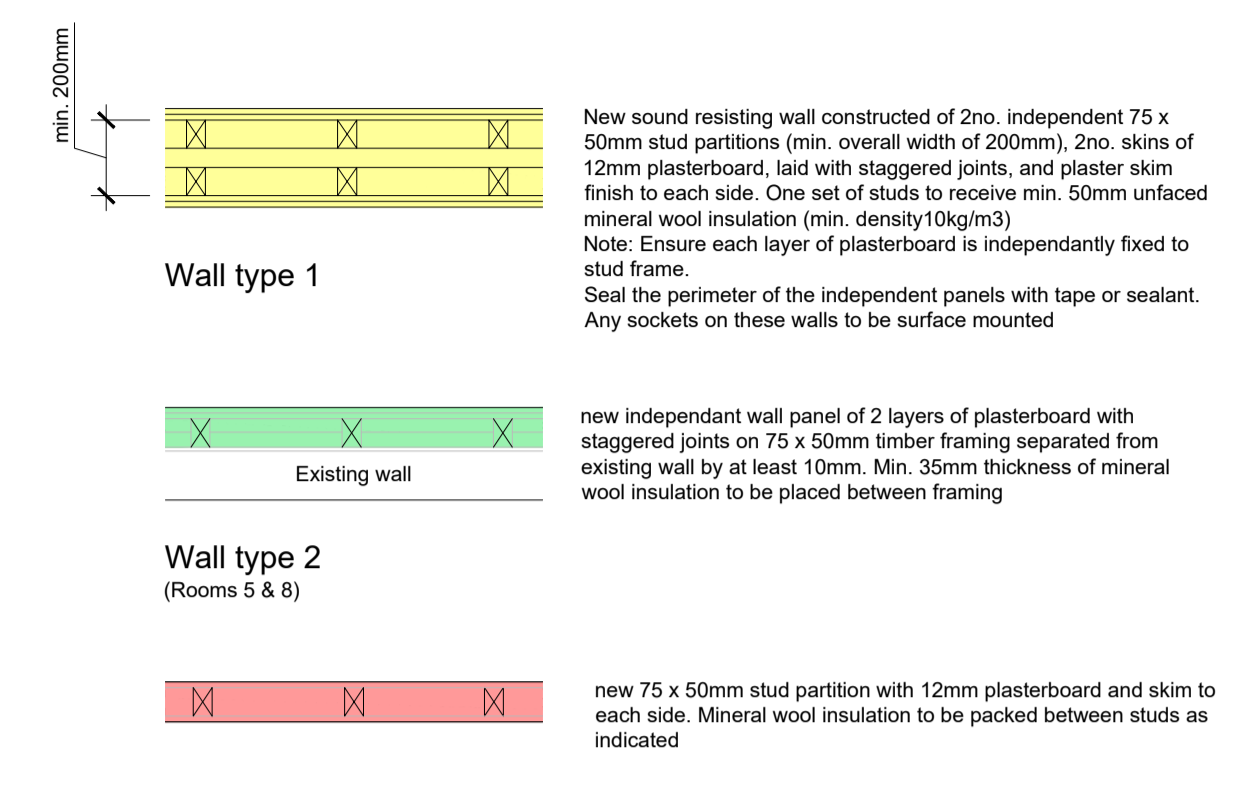 min. 200mm
New sound resisting wall constructed of 2no. independent 75 x
50mm stud partitions (min. overall width of 200mm), 2no. skins of
12mm plasterboard, laid with staggered joints, and plaster skim
finish to each side. One set of studs to receive min. 50mm unfaced
mineral wool insulation (min. density10kg/m3)
Note: Ensure each layer of plasterboard is independantly fixed to
stud frame.
Seal the perimeter of the independent panels with tape or sealant.
Any sockets on these walls to be surface mounted
Wall type 1
new independant wall panel of 2 layers of plasterboard with
staggered joints on 75 x 50mm timber framing separated from
existing wall by at least 10mm. Min. 35mm thickness of mineral
wool insulation to be placed between framing
Existing wall
Wall type 2
(Rooms 5 & 8)
new 75 x 50mm stud partition with 12mm plasterboard and skim to
each side. Mineral wool insulation to be packed between studs as
indicated